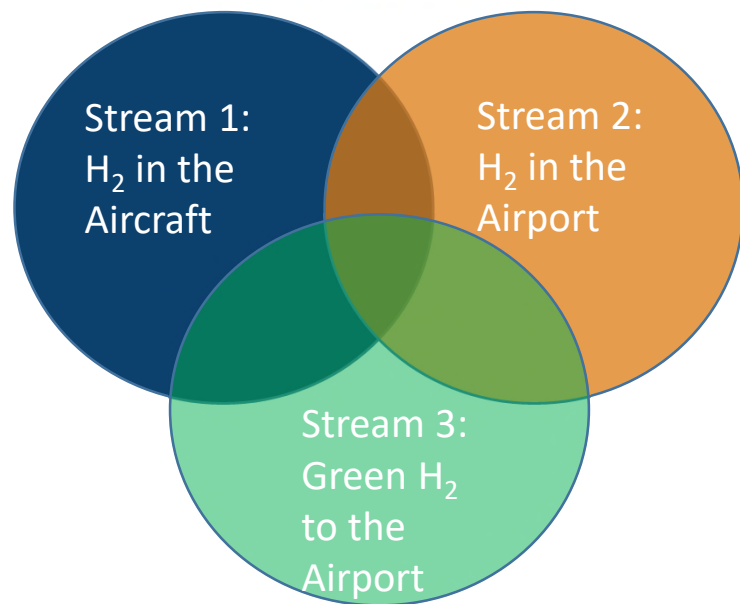 Stream 1:
H₂ in the
Aircraft
Stream 2:
H₂ in the
Airport
Stream 3:
Green H₂
to the
Airport